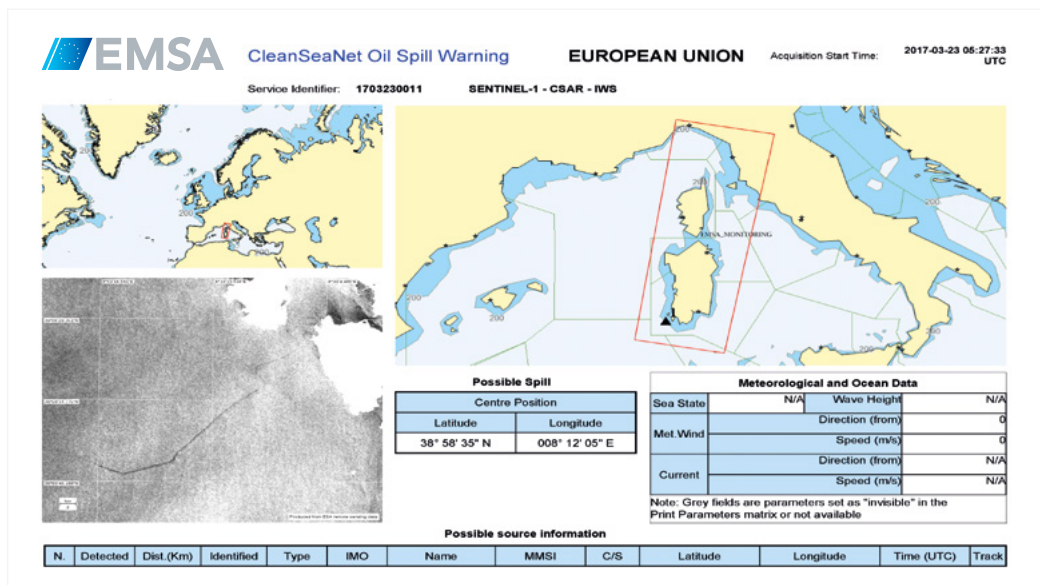 EMSA
CleanSeaNet Oil Spill Warning
EUROPEAN UNION
Acquisition Start Time:
2017-03-23 05:27:33
UTC
Service Identifier: 1703230011
SENTINEL-1 - CSAR - IWS
200
200
200
200
200
EMSA_MONITORING
200
200
200
200
200
1
Possible Spill
Centre Position
Latitude Longitude
38° 58' 35" N 008° 12' 05" E
Meteorological and Ocean Data
Sea State N/A Wave Height N/A
Met.Wind Direction (from) 0
Speed (m/s) 0
Current Direction (from) N/A
Speed (m/s) N/A
Note: Grey fields are parameters set as "invisible" in the
Print Parameters matrix or not available
Produced from ESA remote sensing data
Possible source information
N. Detected Dist.(Km) Identified Type IMO Name MMSI C/S Latitude Longitude Time (UTC) Track